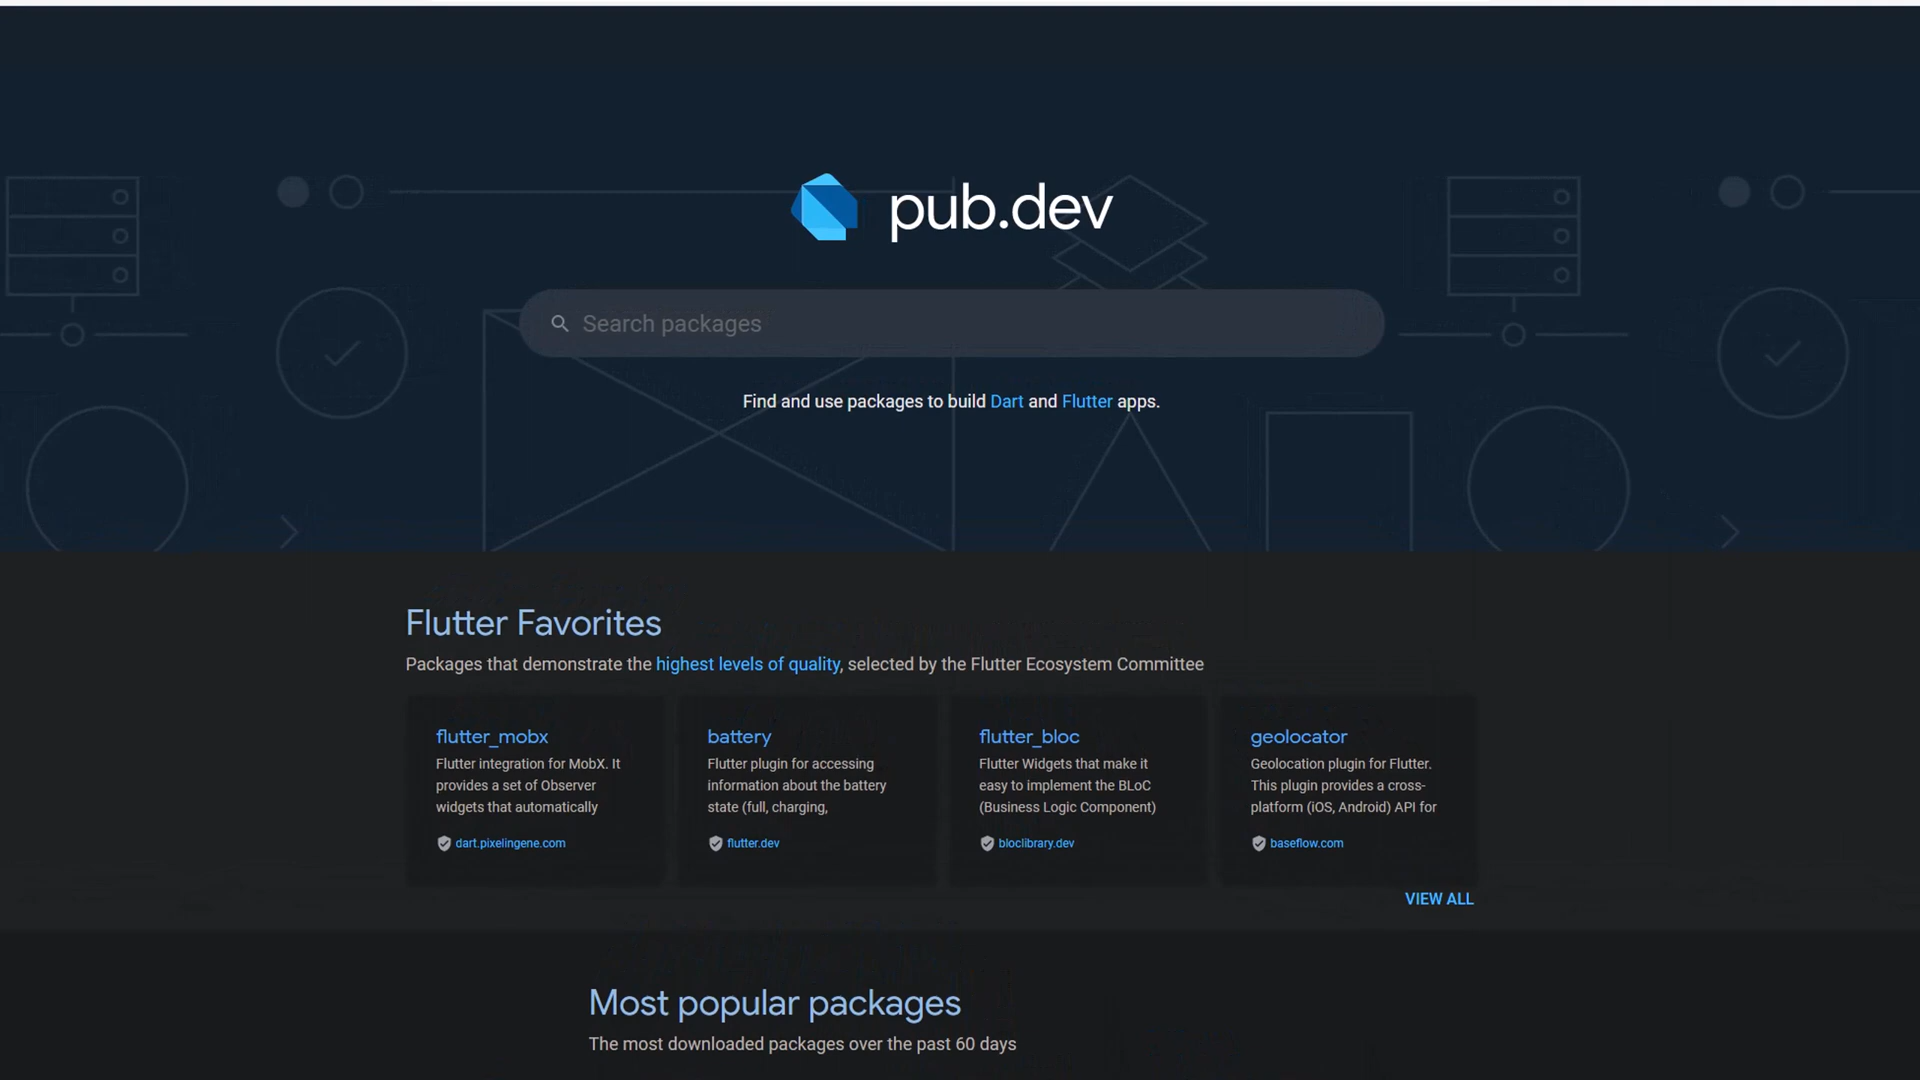 pub.dev
Search packages
Find and use packages to build Dart and Flutter apps.
Flutter Favorites
Packages that demonstrate the highest levels of quality, selected by the Flutter Ecosystem Committee
flutter_mobx
Flutter integration for MobX. It
provides a set of Observer
widgets that automatically
dart.pixelingene.com
battery
Flutter plugin for accessing
information about the battery
state (full, charging,
flutter.dev
flutter_bloc
Flutter Widgets that make it
easy to implement the BLoC
(Business Logic Component)
bloclibrary.dev
geolocator
Geolocation plugin for Flutter.
This plugin provides a cross-
platform (iOS, Android) API for
baseflow.com
VIEW ALL
Most popular packages
The most downloaded packages over the past 60 days